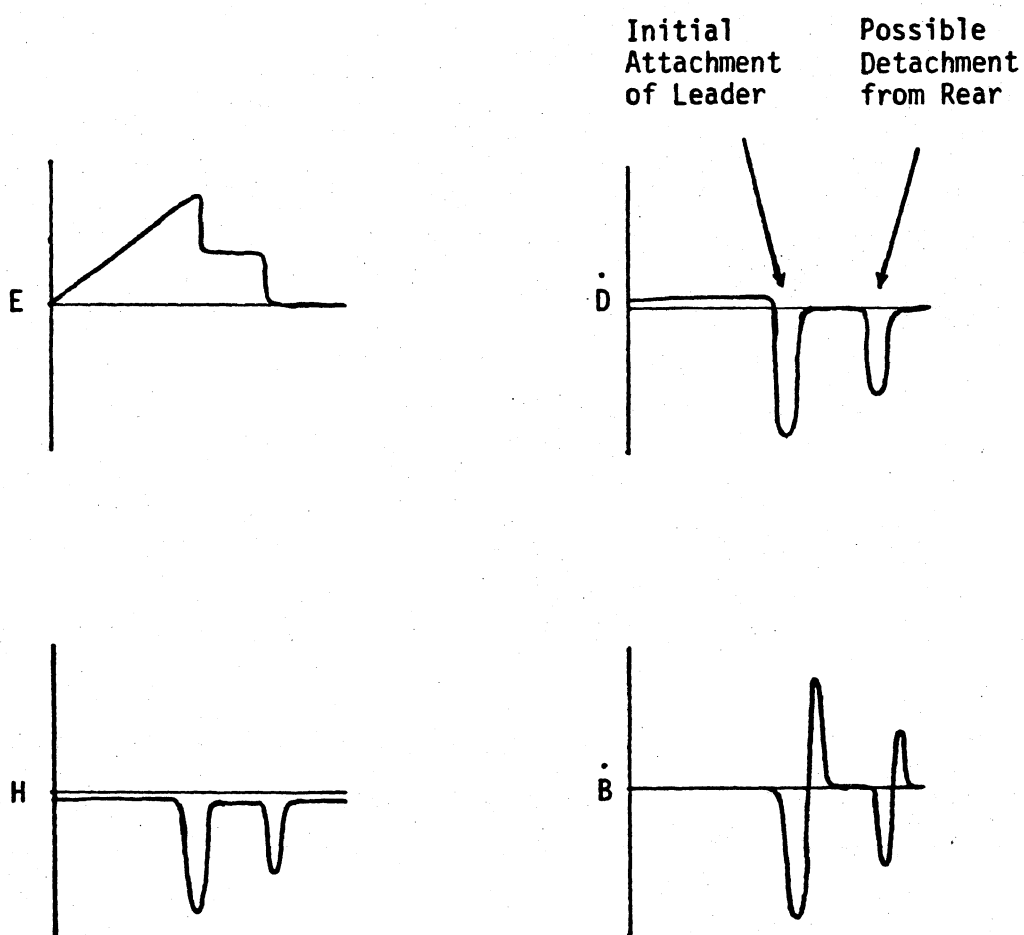 Initial
Attachment
of Leader
Possible
Detachment
from Rear
E
Ḋ
H
Ḃ